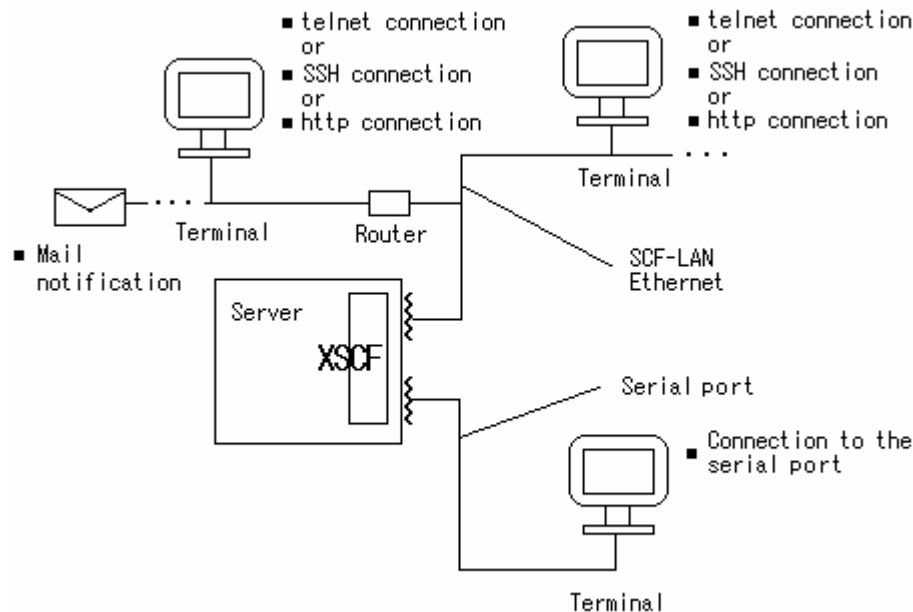 ■ telnet connection
or
■ SSH connection
or
■ http connection
■ telnet connection
or
■ SSH connection
or
■ http connection
Terminal
Terminal
Router
■ Mail
notification
SCF-LAN
Ethernet
Server
XSCF
Serial port
■ Connection to the
serial port
Terminal